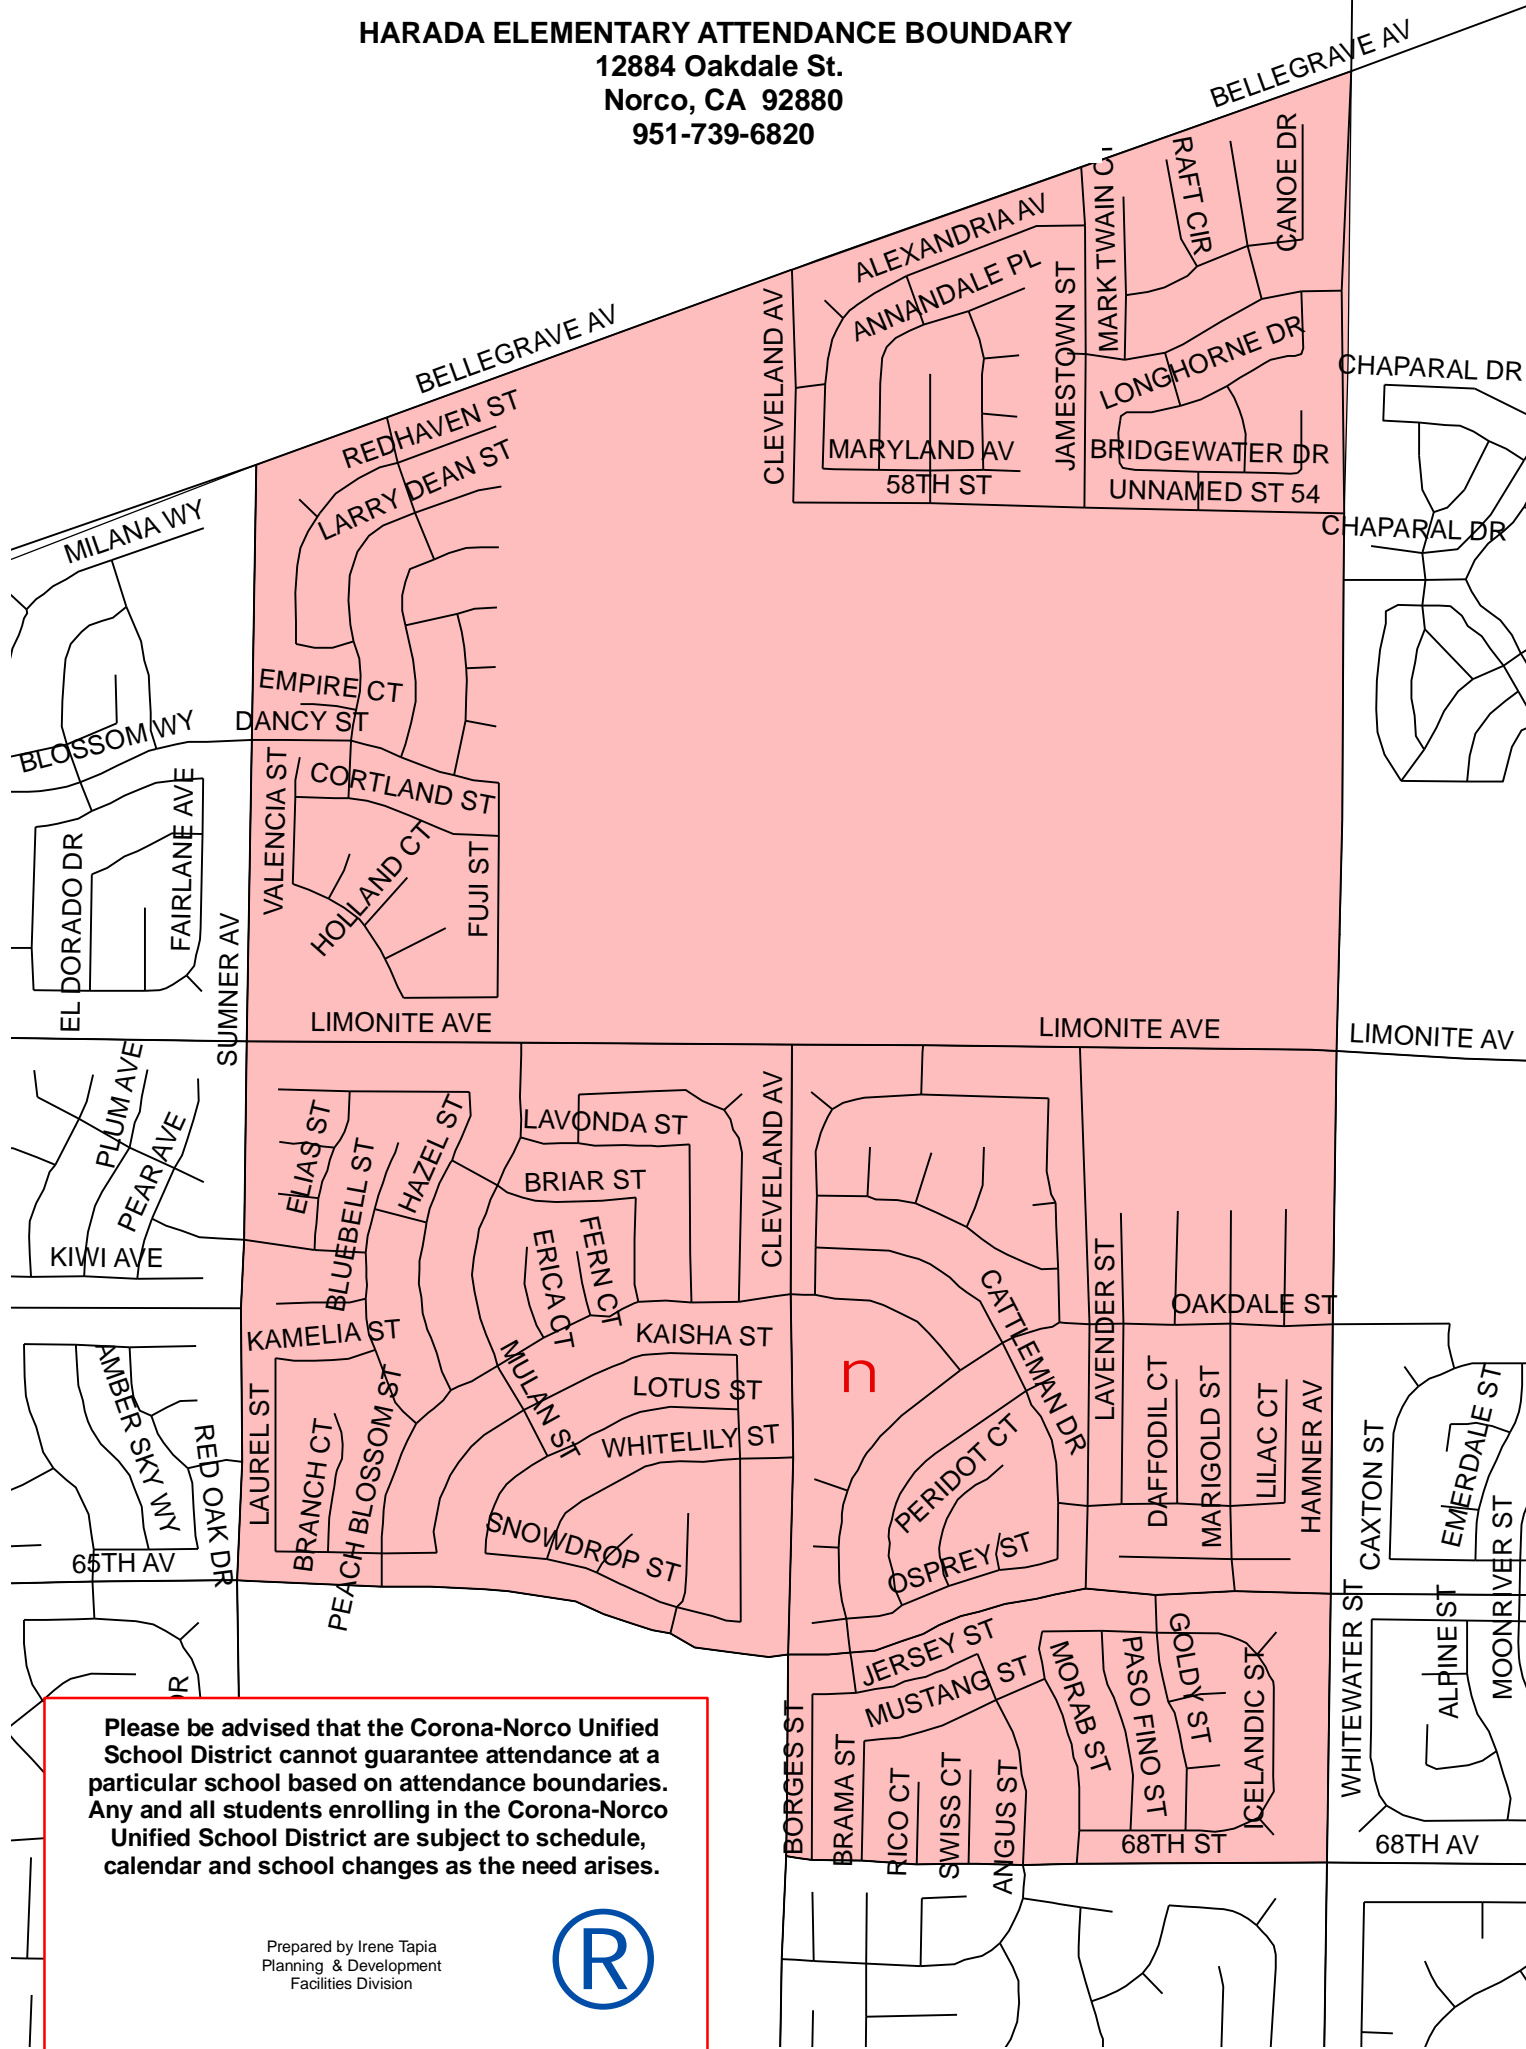 HARADA ELEMENTARY ATTENDANCE BOUNDARY
12884 Oakdale St.
Norco, CA  92880
951-739-6820
BELLEGRAVE AV
RAFT CIR
CANOE DR
MARK TWAIN
ALEXANDRIA AV
ANNANDALE PL
CLEVELAND AV
JAMESTOWN ST
BELLEGRAVE AV
LONGHORNE DR
CHAPARAL DR
REDHAVEN ST
LARRY DEAN ST
MARYLAND AV
BRIDGEWATER DR
58TH ST
UNNAMED ST 54
MILANA WY
CHAPARAL DR
EMPIRE CT
DANCY ST
BLOSSOM WY
CORTLAND ST
VALENCIA ST
FAIRLANE AVE
EL DORADO DR
HOLLAND CT
FUJI ST
SUMNER AV
LIMONITE AVE
LIMONITE AVE
LIMONITE AV
PLUM AVE
PEAR AVE
ELIAS ST
BLUEBELL ST
HAZEL ST
LAVONDA ST
CLEVELAND AV
BRIAR ST
KIWI AVE
ERICA CT
FERN CT
CATTLEMAN DR
LAVENDER ST
OAKDALE ST
KAMELIA ST
KAISHA ST
MULAN ST
n
LOTUS ST
AMBER SKY WY
LAUREL ST
BRANCH CT
PEACH BLOSSOM ST
WHITELILY ST
PERIDOT CT
DAFFODIL CT
MARIGOLD ST
LILAC CT
HAMNER AV
CAXTON ST
EMERDALE ST
RED OAK DR
SNOWDROP ST
OSPREY ST
65TH AV
MOONRIVER ST
WHITEWATER ST
ALPINE ST
JERSEY ST
MUSTANG ST
MORAB ST
PASO FINO ST
GOLDY ST
ICELANDIC ST
DR
BORGES ST
BRAMA ST
RICO CT
SWISS CT
ANGUS ST
68TH ST
68TH AV
Please be advised that the Corona-Norco Unified
School District cannot guarantee attendance at a
particular school based on attendance boundaries.
Any and all students enrolling in the Corona-Norco
Unified School District are subject to schedule,
calendar and school changes as the need arises.
Prepared by Irene Tapia
Planning  & Development
Facilities Division
®